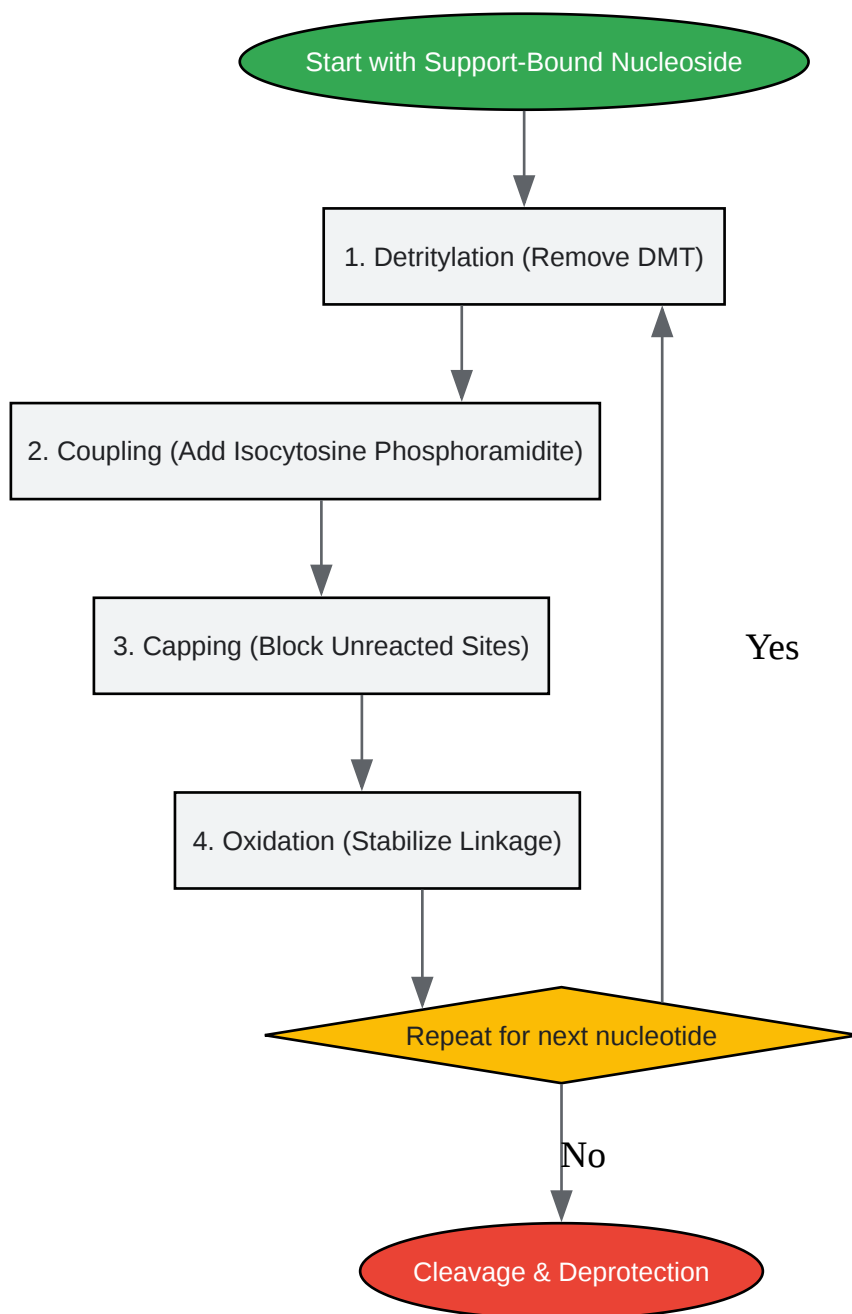 Start with Support-Bound Nucleoside
1. Detritylation (Remove DMT)
2. Coupling (Add Isocytosine Phosphoramidite)
3. Capping (Block Unreacted Sites)
Yes
4. Oxidation (Stabilize Linkage)
Repeat for next nucleotide
No
Cleavage & Deprotection